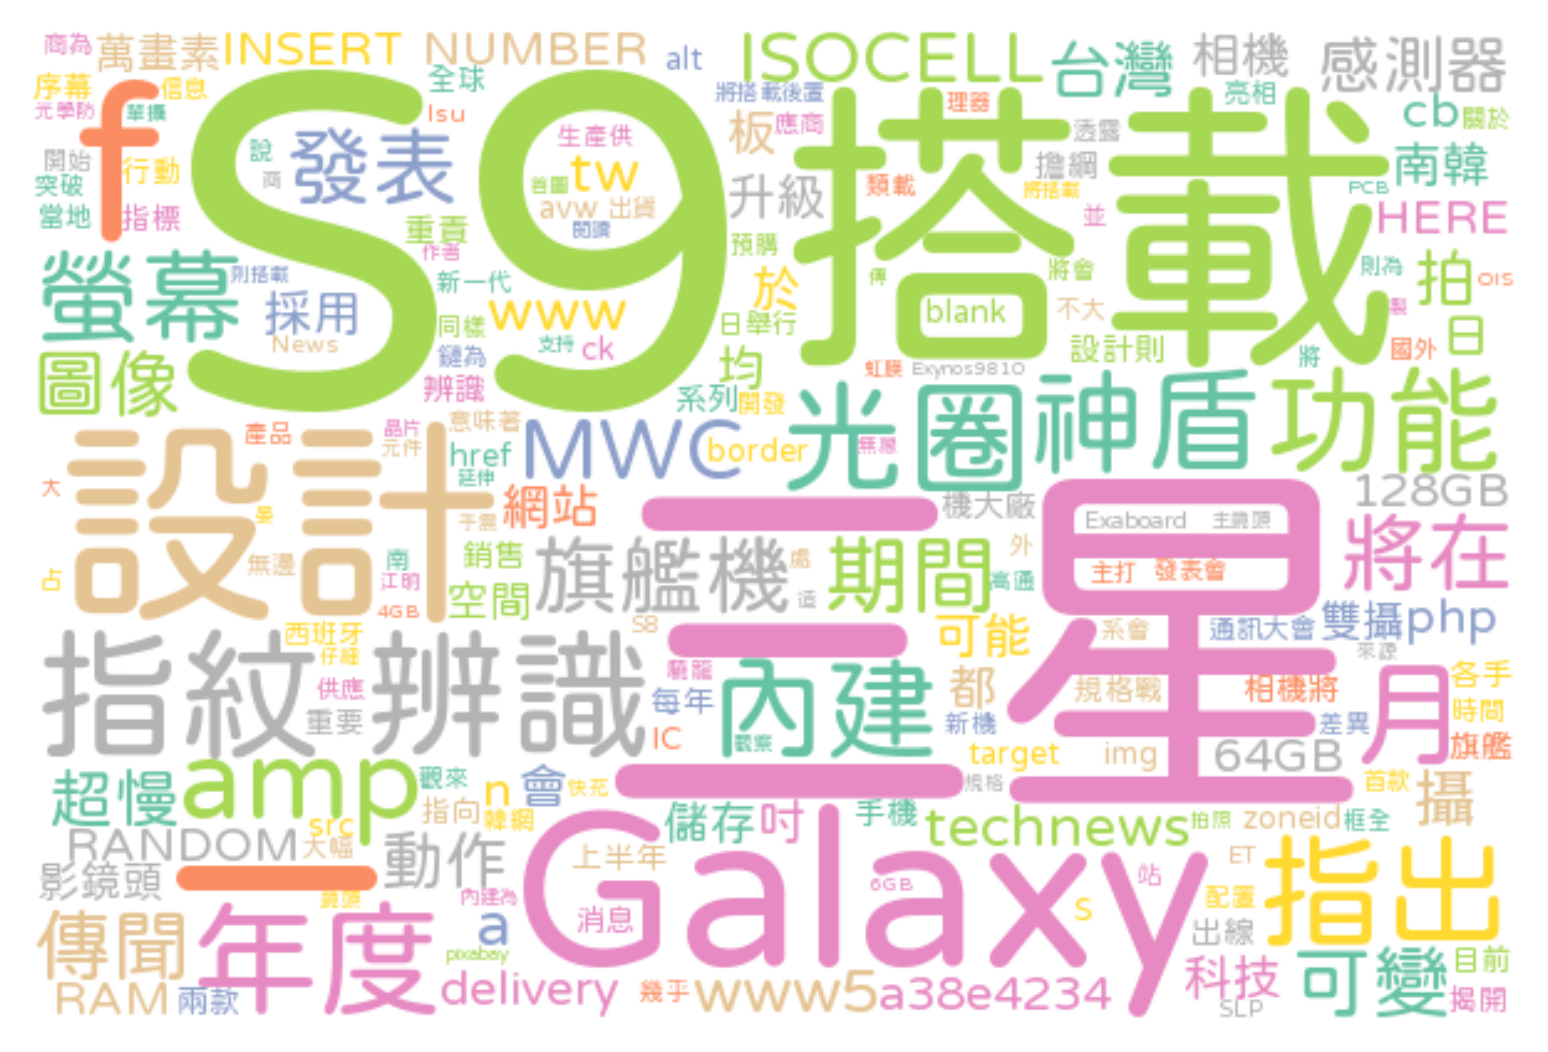 商為 萬畫素 INSERT NUMBER alt ISOCELL 台灣 相機 感測器
序幕 信息 全球 將搭載後置 理器 亮相 cb 關於
光學防 f 單攝 lsu S9 搭載 板 應商 透露 南韓
開始 行動 說 發表 生產供 tw 擔綱 PCB
突破 商 首圖 升級 類載 將搭載
當地 指標 重責 avw 出貨 並 HERE
作者 閱讀 預購
螢幕 則搭載 新一代 於 傳 將會 則為 拍 OIS
採用 www blank 不大 製
News 同樣 日舉行 日
圖像 鏈為 支持 ck 均 設計則 將 國外
辨識 虹膜 Exynos9810
系列 開發 光圈 神盾 功能
設計 產品 晶片 意味著 MWC border 無線
元件 href
大 延伸 128GB
晏 予震 網站 機大廠 Exaboard 主鏡頭 將在
占 無邊 南 銷售 旗艦機 處 期間 外 主打 發表會
江明 空間 造 高通
4GB S8 三星 可能 系會 通訊大會 雙攝 php
西班牙 來源
仔細 指紋辨識 驍龍 內建 都 規格戰 相機將 月 各手
供應 每年 新機 差異 時間
重要 IC 觀察 target img 64GB 旗艦
超慢 amp 觀來 n 會 快充 規格 首款 攝
指向 韓網 儲存 吋 手機 technews 拍照 zoneid 框全
RANDOM src
大幅 動作 上半年 Galaxy ET 指出
影鏡頭 一 6GB 站
鏡頭 內建為 S 配置
傳聞 年度 a 消息 出線
pixabay 科技 可變 目前
RAM 兩款 delivery 幾乎 www5a38e4234 SLP 揭開